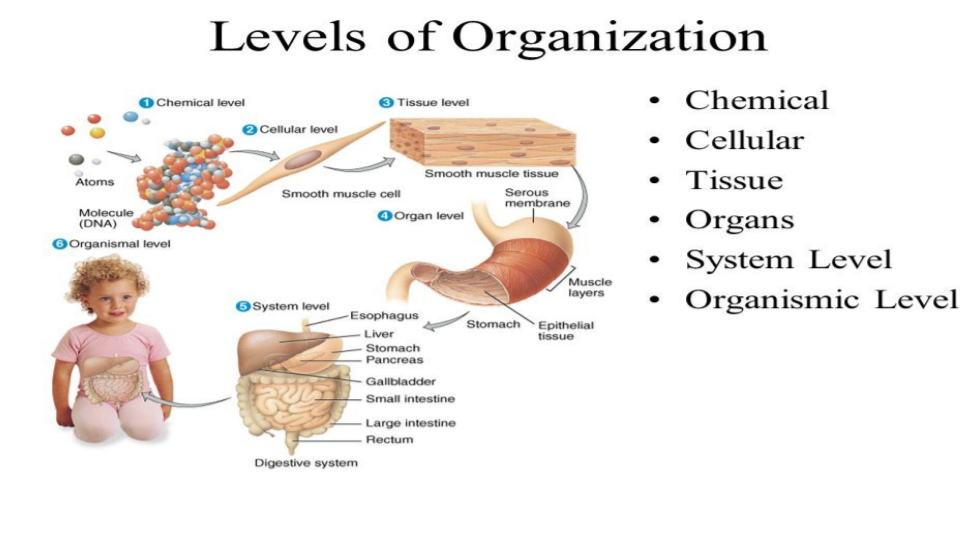 Levels of Organization
1 Chemical level
Atoms
Molecule
(DNA)
2 Cellular level
Smooth muscle cell
3 Tissue level
Smooth muscle tissue
4 Organ level
Serous
membrane
Muscle
layers
Stomach
Epithelial
tissue
5 System level
Esophagus
Liver
Stomach
Pancreas
Gallbladder
Small intestine
Large intestine
Rectum
Digestive system
6 Organismal level
• Chemical
• Cellular
• Tissue
• Organs
• System Level
• Organismic Level